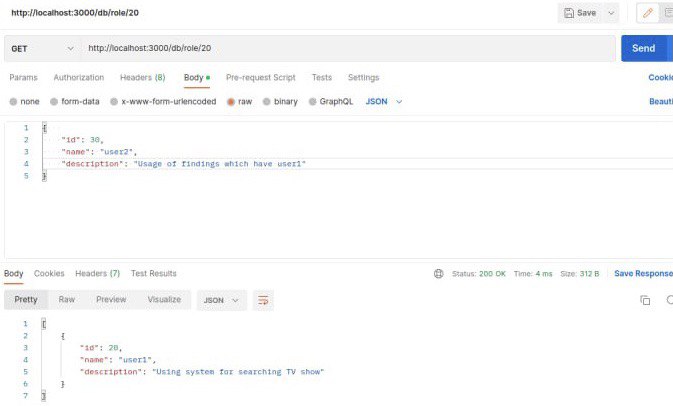 http://localhost:3000/db/role/20 Save
GET http://localhost:3000/db/role/20 Send
Params Authorization Headers (8) Body Pre-request Script Tests Settings Cookie
none form-data x-www-form-urlencoded raw binary GraphQL JSON Beauti
1 {
2 "id": 30,
3 "name": "user2",
4 "description": "Usage of findings which have user1"
5 }
Body Cookies Headers (7) Test Results Status: 200 OK Time: 4 ms Size: 312 B Save Response
Pretty Raw Preview Visualize JSON
1 [
2 {
3 "id": 20,
4 "name": "user1",
5 "description": "Using system for searching TV show"
6 }
7 ]